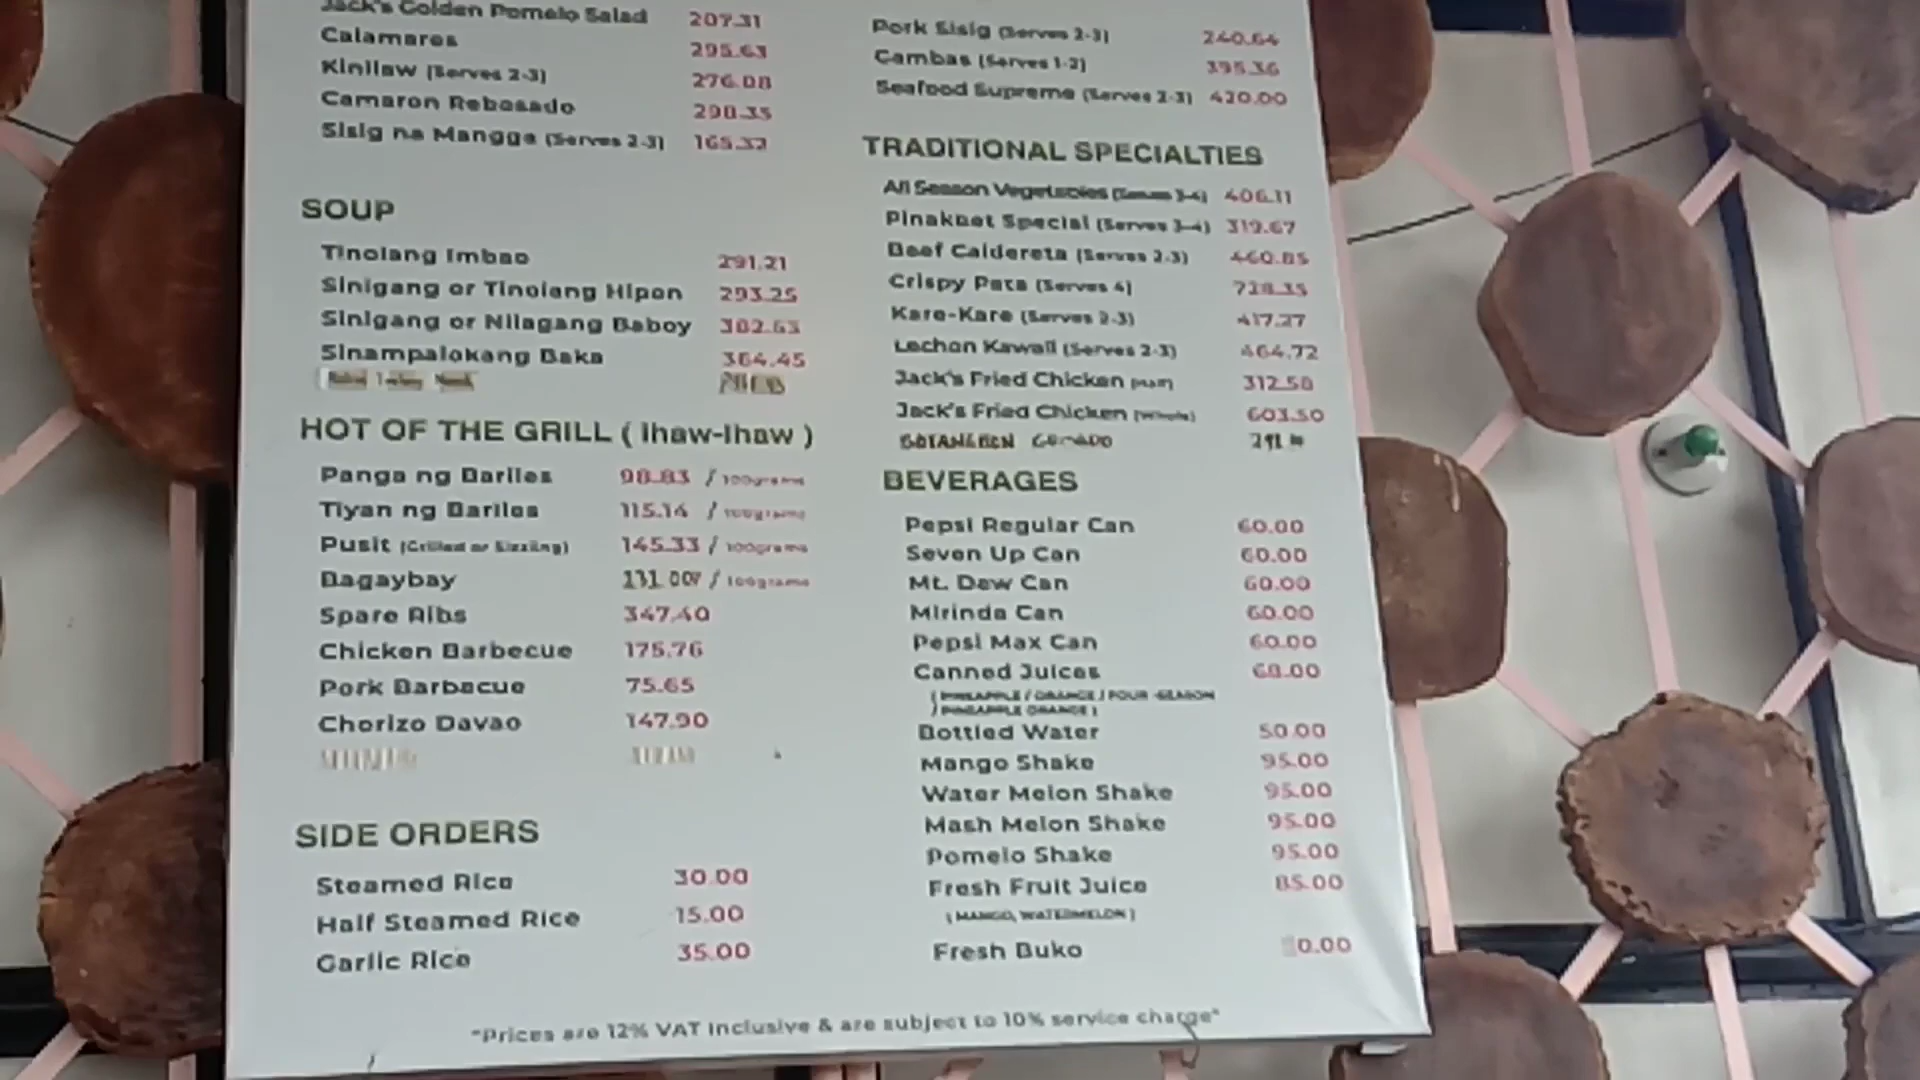 Jack's Golden Pomelo Salad 207.31
Calamares 295.63
Kinilaw (Serves 2-3) 276.08
Camaron Rebosado 298.35
Sisig na Mangga (Serves 2-3) 165.32
SOUP
Tinolang Imbao 291.21
Sinigang or Tinolang Hipon 293.25
Sinigang or Nilagang Baboy 302.63
Sinampalokang Baka 364.45
HOT OF THE GRILL ( Ihaw-Ihaw )
Panga ng Bariles 98.83 / 100grams
Tiyan ng Bariles 115.14 / 100grams
Pusit (Grilled or Sizzling) 145.33 / 100grams
Bagaybay / 100grams
Spare Ribs 347.40
Chicken Barbecue 175.76
Pork Barbecue 75.65
Chorizo Davao 147.90
SIDE ORDERS
Steamed Rice 30.00
Half Steamed Rice 15.00
Garlic Rice 35.00
Pork Sisig (Serves 2-3) 240.64
Gambas (Serves 1-2) 395.36
Seafood Supreme (Serves 2-3) 420.00
TRADITIONAL SPECIALTIES
All Season Vegetables (Serves 3-4) 406.11
Pinakbet Special (Serves 3-4) 319.67
Beef Caldereta (Serves 2-3) 460.85
Crispy Pata (Serves 4)
Kare-Kare (Serves 2-3) 417.27
Lechon Kawali (Serves 2-3) 464.72
Jack's Fried Chicken (Half) 312.50
Jack's Fried Chicken (Whole) 603.50
BEVERAGES
Pepsi Regular Can 60.00
Seven Up Can 60.00
Mt. Dew Can 60.00
Mirinda Can 60.00
Pepsi Max Can 60.00
Canned Juices 68.00
( PINEAPPLE / ORANGE / FOUR -SEASON
/ PINEAPPLE ORANGE )
Bottled Water 50.00
Mango Shake 95.00
Water Melon Shake 95.00
Mash Melon Shake 95.00
Pomelo Shake 95.00
Fresh Fruit Juice 85.00
( MANGO, WATERMELON )
Fresh Buko 0.00
"Prices are 12% VAT Inclusive & are subject to 10% service charge"